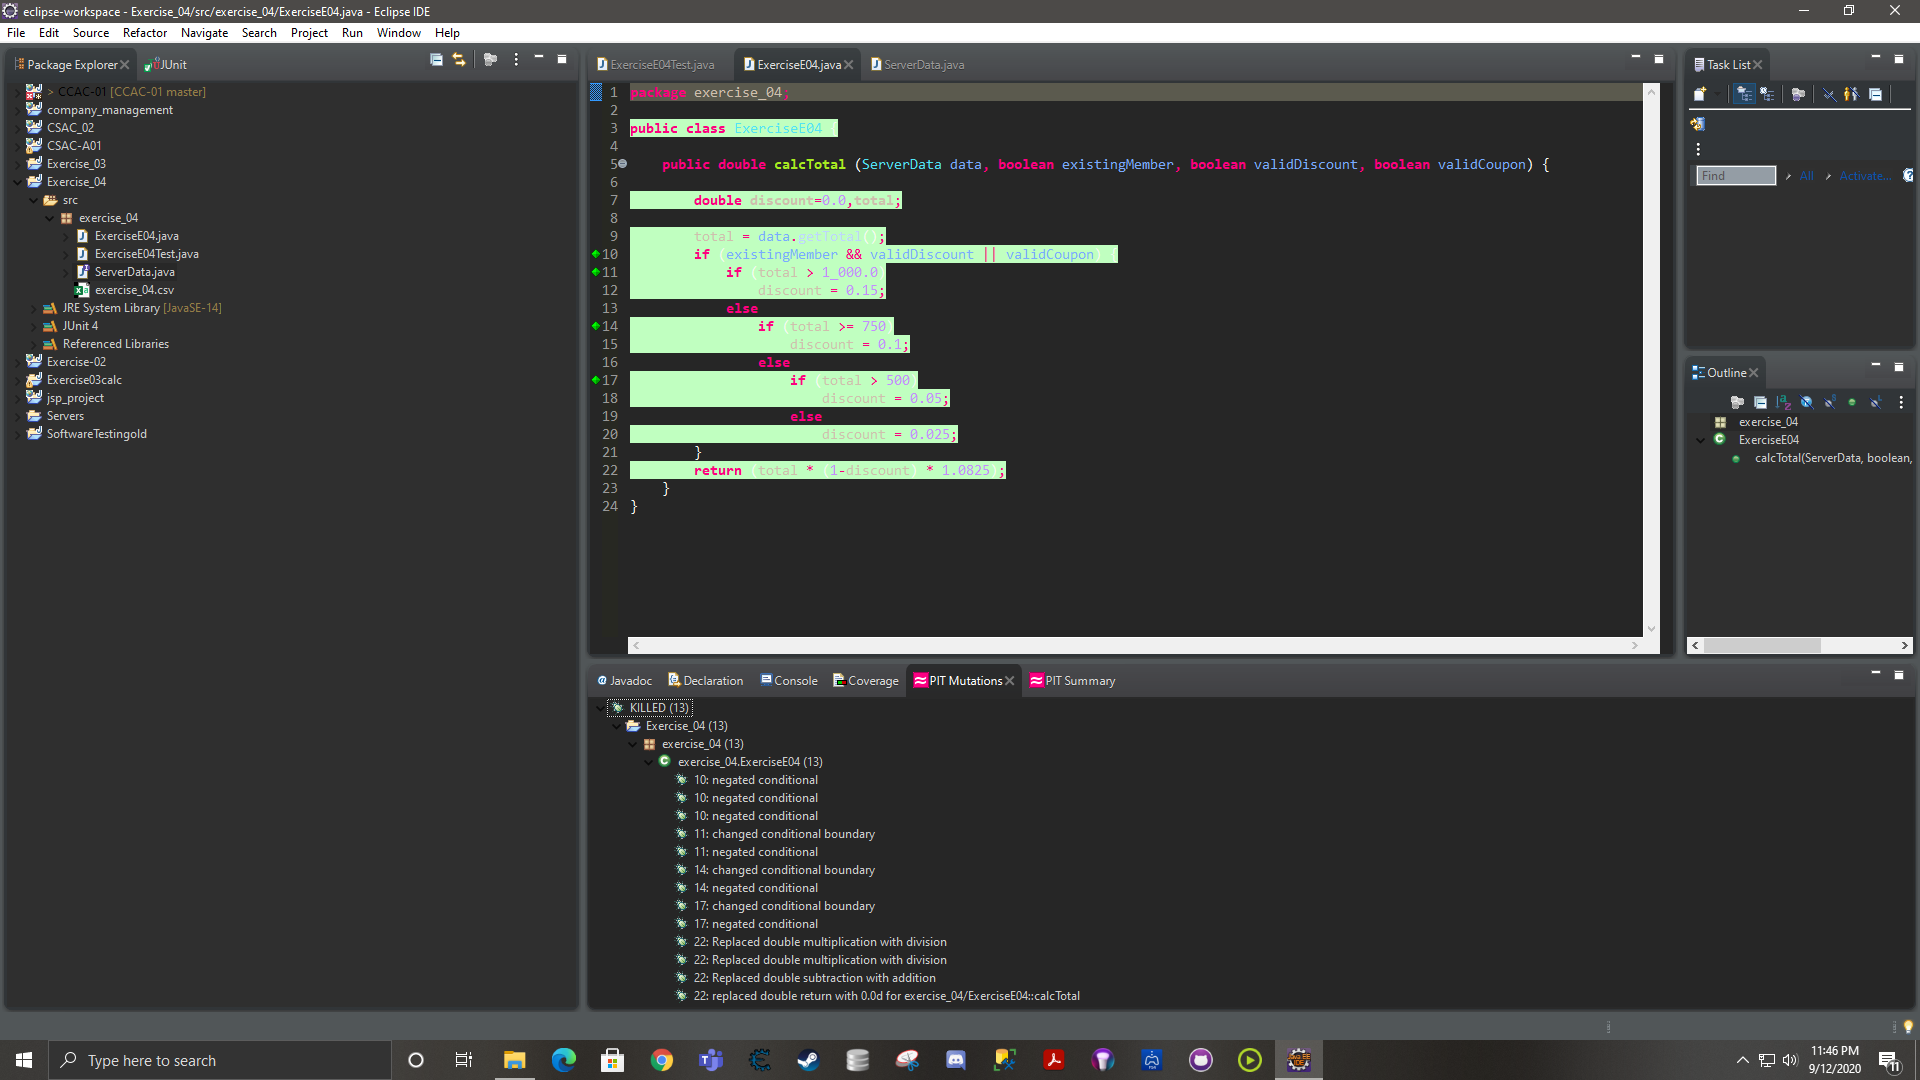 eclipse-workspace - Exercise_04/src/exercise_04/ExerciseE04.java - Eclipse IDE
File Edit Source Refactor Navigate Search Project Run Window Help
Package Explorer JUnit
> CCAC-01 [CCAC-01 master]
company_management
CSAC_02
CSAC-A01
Exercise_03
Exercise_04
src
exercise_04
ExerciseE04.java
ExerciseE04Test.java
ServerData.java
exercise_04.csv
JRE System Library [JavaSE-14]
JUnit 4
Referenced Libraries
Exercise-02
Exercise03calc
jsp_project
Servers
SoftwareTestingold
ExerciseE04Test.java ExerciseE04.java ServerData.java
1 package exercise_04;
2
3 public class ExerciseE04 {
4
5 public double calcTotal (ServerData data, boolean existingMember, boolean validDiscount, boolean validCoupon) {
6
7 double discount=0.0,total;
8
9 total = data.getTotal();
10 if (existingMember && validDiscount || validCoupon) {
11 if (total > 1_000.0)
12 discount = 0.15;
13 else
14 if (total >= 750)
15 discount = 0.1;
16 else
17 if (total > 500)
18 discount = 0.05;
19 else
20 discount = 0.025;
21 }
22 return (total * (1-discount) * 1.0825);
23 }
24 }
Task List
Find All Activate...
Outline
exercise_04
ExerciseE04
calcTotal(ServerData, boolean,
Javadoc Declaration Console Coverage PIT Mutations PIT Summary
KILLED (13)
Exercise_04 (13)
exercise_04 (13)
exercise_04.ExerciseE04 (13)
10: negated conditional
10: negated conditional
10: negated conditional
11: changed conditional boundary
11: negated conditional
14: changed conditional boundary
14: negated conditional
17: changed conditional boundary
17: negated conditional
22: Replaced double multiplication with division
22: Replaced double multiplication with division
22: Replaced double subtraction with addition
22: replaced double return with 0.0d for exercise_04/ExerciseE04::calcTotal
Type here to search
11:46 PM
9/12/2020
11